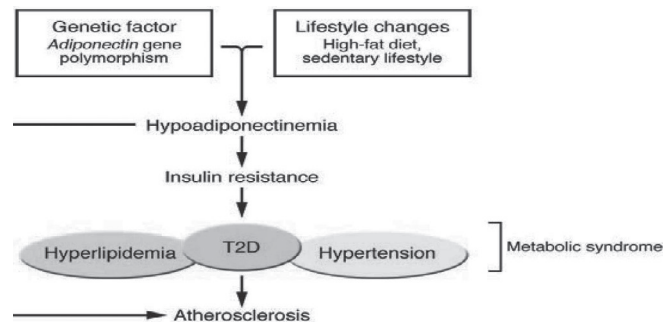 Genetic factor
Adiponectin gene
polymorphism
Lifestyle changes
High-fat diet,
sedentary lifestyle
Hypoadiponectinemia
Insulin resistance
Hyperlipidemia
T2D
Hypertension
Metabolic syndrome
Atherosclerosis